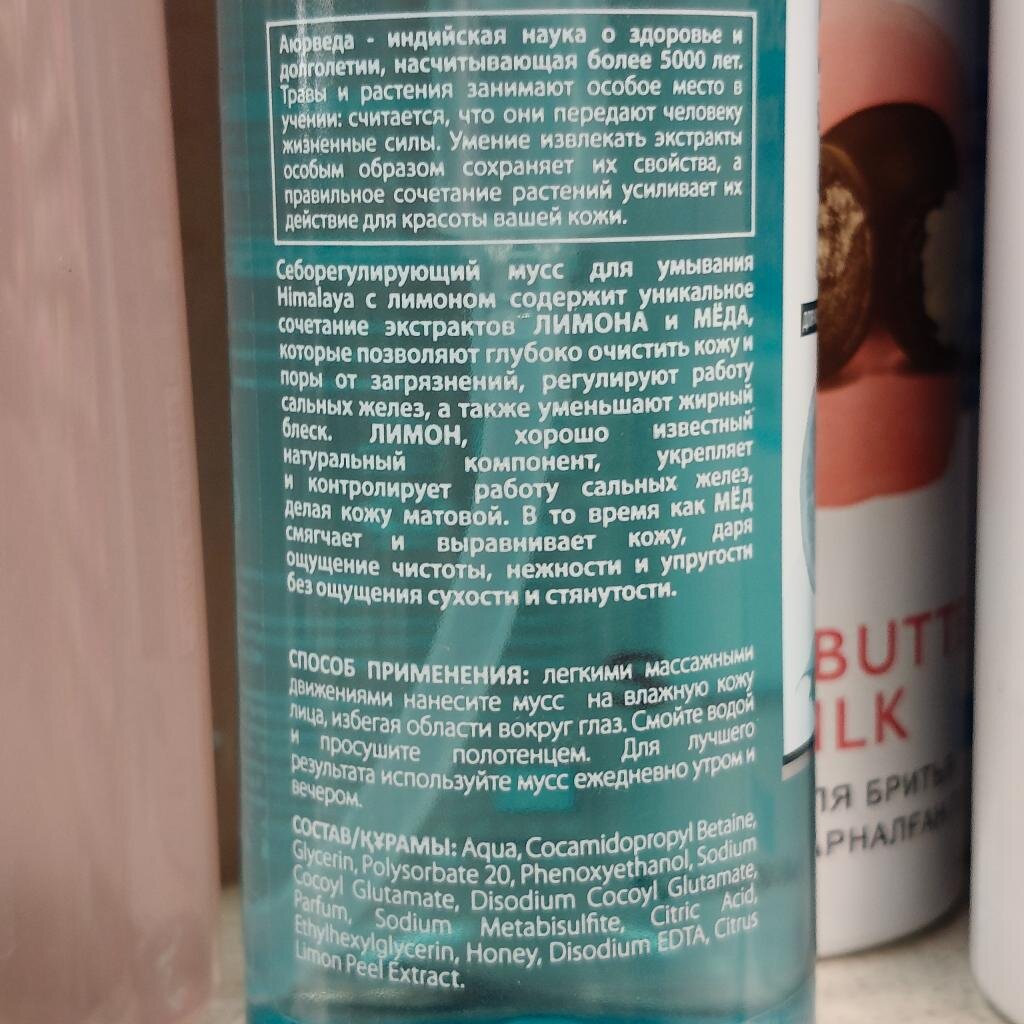 Аюрведа - индийская наука о здоровье и
долголетии, насчитывающая более 5000 лет.
Травы и растения занимают особое место в
учении: считается, что они передают человеку
жизненные силы. Умение извлекать экстракты
особым образом сохраняет их свойства, а
правильное сочетание растений усиливает их
действие для красоты вашей кожи.
Себорегулирующий мусс для умывания
Himalaya с лимоном содержит уникальное
сочетание экстрактов ЛИМОНА и МЁДА,
которые позволяют глубоко очистить кожу и
поры от загрязнений, регулируют работу
сальных желез, а также уменьшают жирный
блеск. ЛИМОН, хорошо известный
натуральный компонент, укрепляет
и контролирует работу сальных желез,
делая кожу матовой. В то время как МЁД
смягчает и выравнивает кожу, даря
ощущение чистоты, нежности и упругости
без ощущения сухости и стянутости.
СПОСОБ ПРИМЕНЕНИЯ: легкими массажными
движениями нанесите мусс на влажную кожу
лица, избегая области вокруг глаз. Смойте водой
и просушите полотенцем. Для лучшего
результата используйте мусс ежедневно утром и
вечером.
СОСТАВ/ҚҰРАМЫ: Aqua, Cocamidopropyl Betaine,
Glycerin, Polysorbate 20, Phenoxyethanol, Sodium
Cocoyl Glutamate, Disodium Cocoyl Glutamate,
Parfum, Sodium Metabisulfite, Citric Acid,
Ethylhexylglycerin, Honey, Disodium EDTA, Citrus
Limon Peel Extract.
BUTT
ILK
ЛЯ БРИТЬ
АРНАЛҒАН